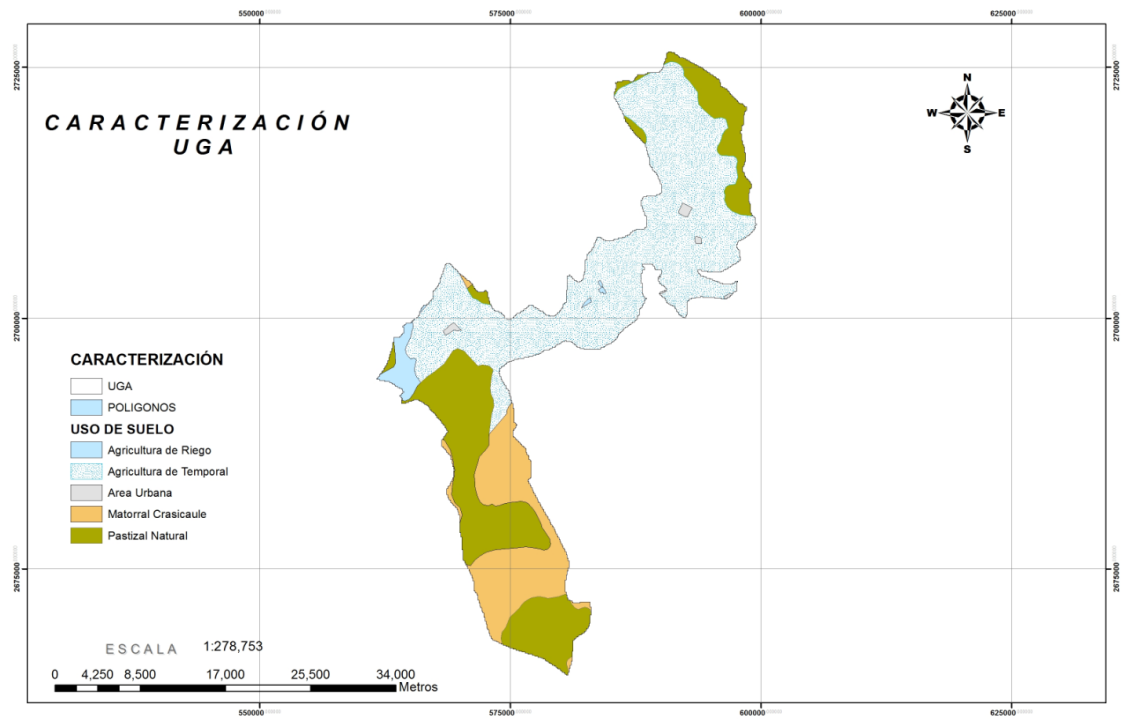 550000 575000 600000 625000
2725000 2725000
CARACTERIZACIÓN
UGA
N
W E
S
2700000 2700000
CARACTERIZACIÓN
UGA
POLIGONOS
USO DE SUELO
Agricultura de Riego
Agricultura de Temporal
Area Urbana
Matorral Crasicaule
Pastizal Natural
2675000 2675000
ESCALA 1:278,753
0 4,250 8,500 17,000 25,500 34,000
Metros
550000 575000 600000 625000